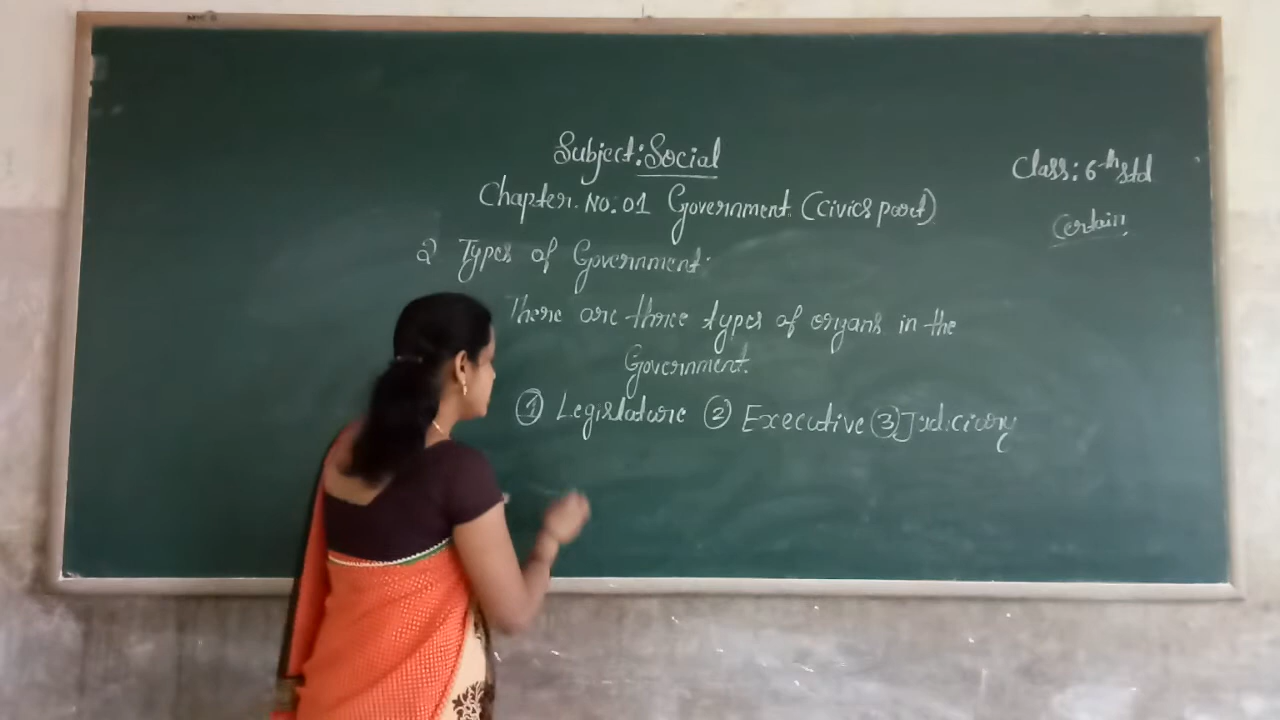 Subject: Social
Class: 6th std
Chapter. No. 01 Government (civics part)
Certain,
2 Types of Government:
There are three types of organs in the
Government.
① Legislature ② Executive ③ Judiciary